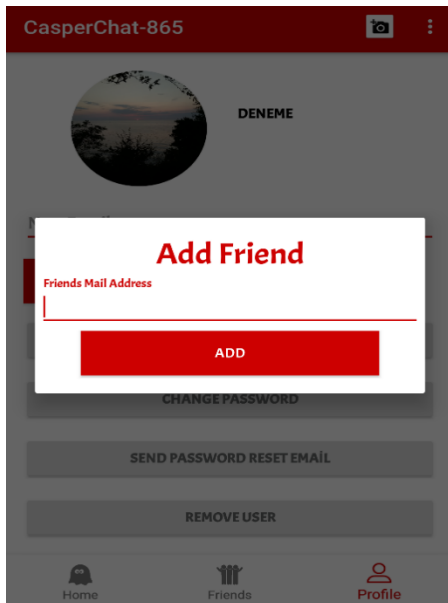 CasperChat-865
DENEME
Add Friend
Friends Mail Address
ADD
CHANGE PASSWORD
SEND PASSWORD RESET EMAİL
REMOVE USER
Home
Friends
Profile